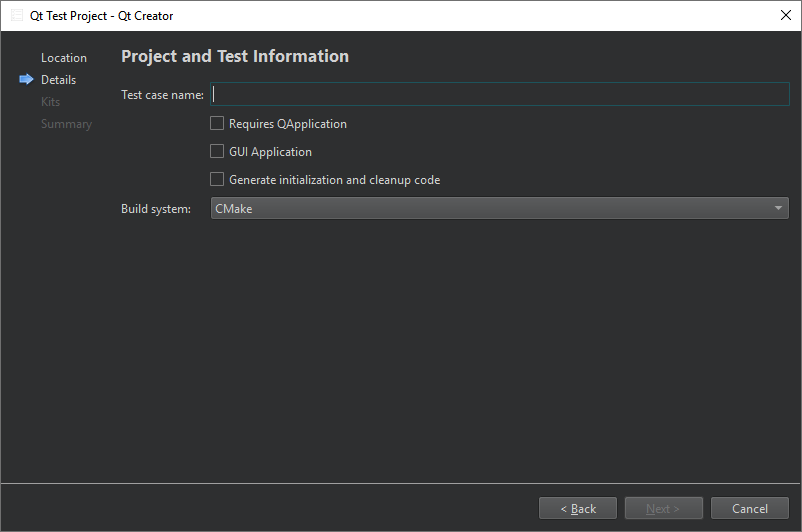 Qt Test Project - Qt Creator
Location
Details
Kits
Summary
Project and Test Information
Test case name:
Requires QApplication
GUI Application
Generate initialization and cleanup code
Build system: CMake
< Back Next > Cancel